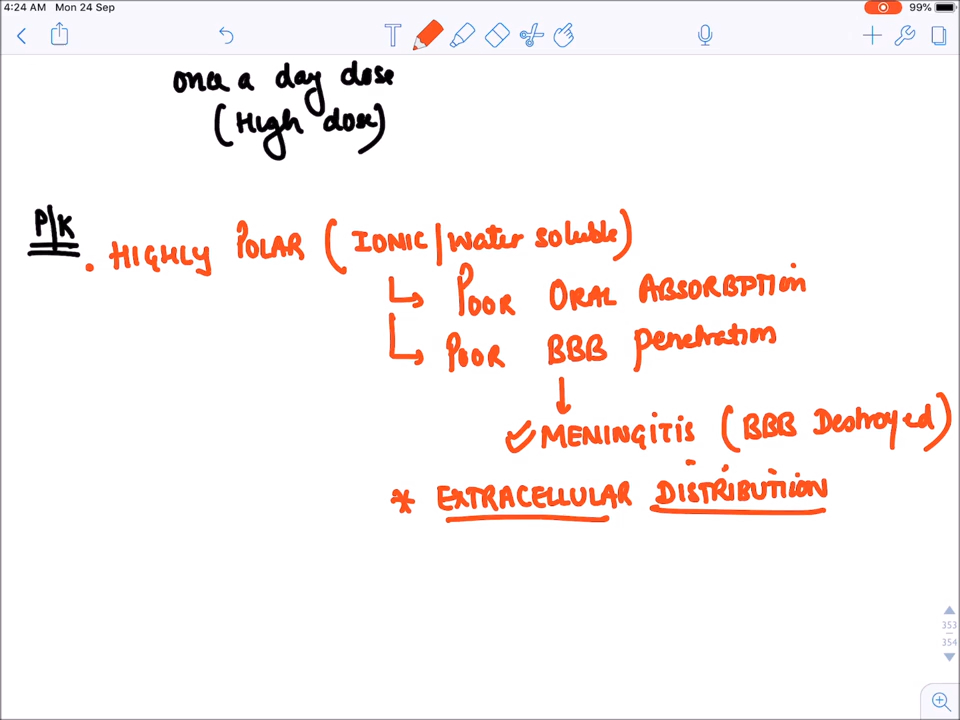 4:24 AM Mon 24 Sep 99%
T
once a day dose
(High dose)
P/K
. HIGHLY POLAR (IONIC/Water soluble)
POOR ORAL ABSORBPTION
POOR BBB Penetration
MENINGITIS (BBB Destroyed)
* EXTRACELLULAR DISTRIBUTION
353
354